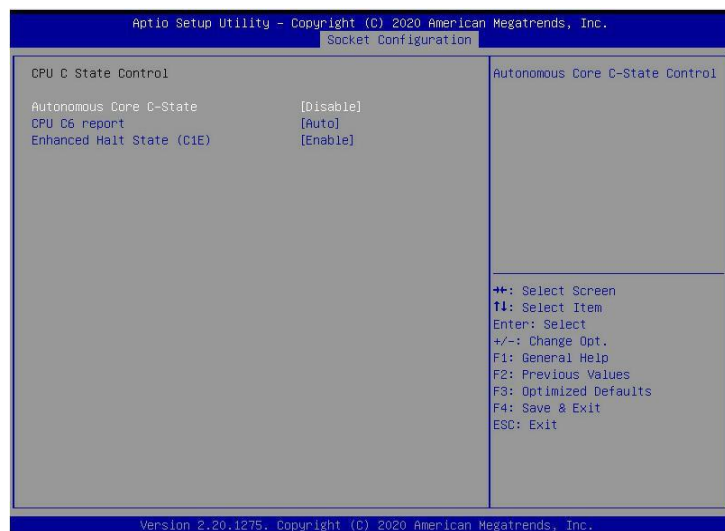 Aptio Setup Utility – Copyright (C) 2020 American Megatrends, Inc.
Socket Configuration
CPU C State Control
Autonomous Core C-State [Disable]
CPU C6 report [Auto]
Enhanced Halt State (C1E) [Enable]
Autonomous Core C-State Control
→←: Select Screen
↑↓: Select Item
Enter: Select
+/-: Change Opt.
F1: General Help
F2: Previous Values
F3: Optimized Defaults
F4: Save & Exit
ESC: Exit
Version 2.20.1275. Copyright (C) 2020 American Megatrends, Inc.